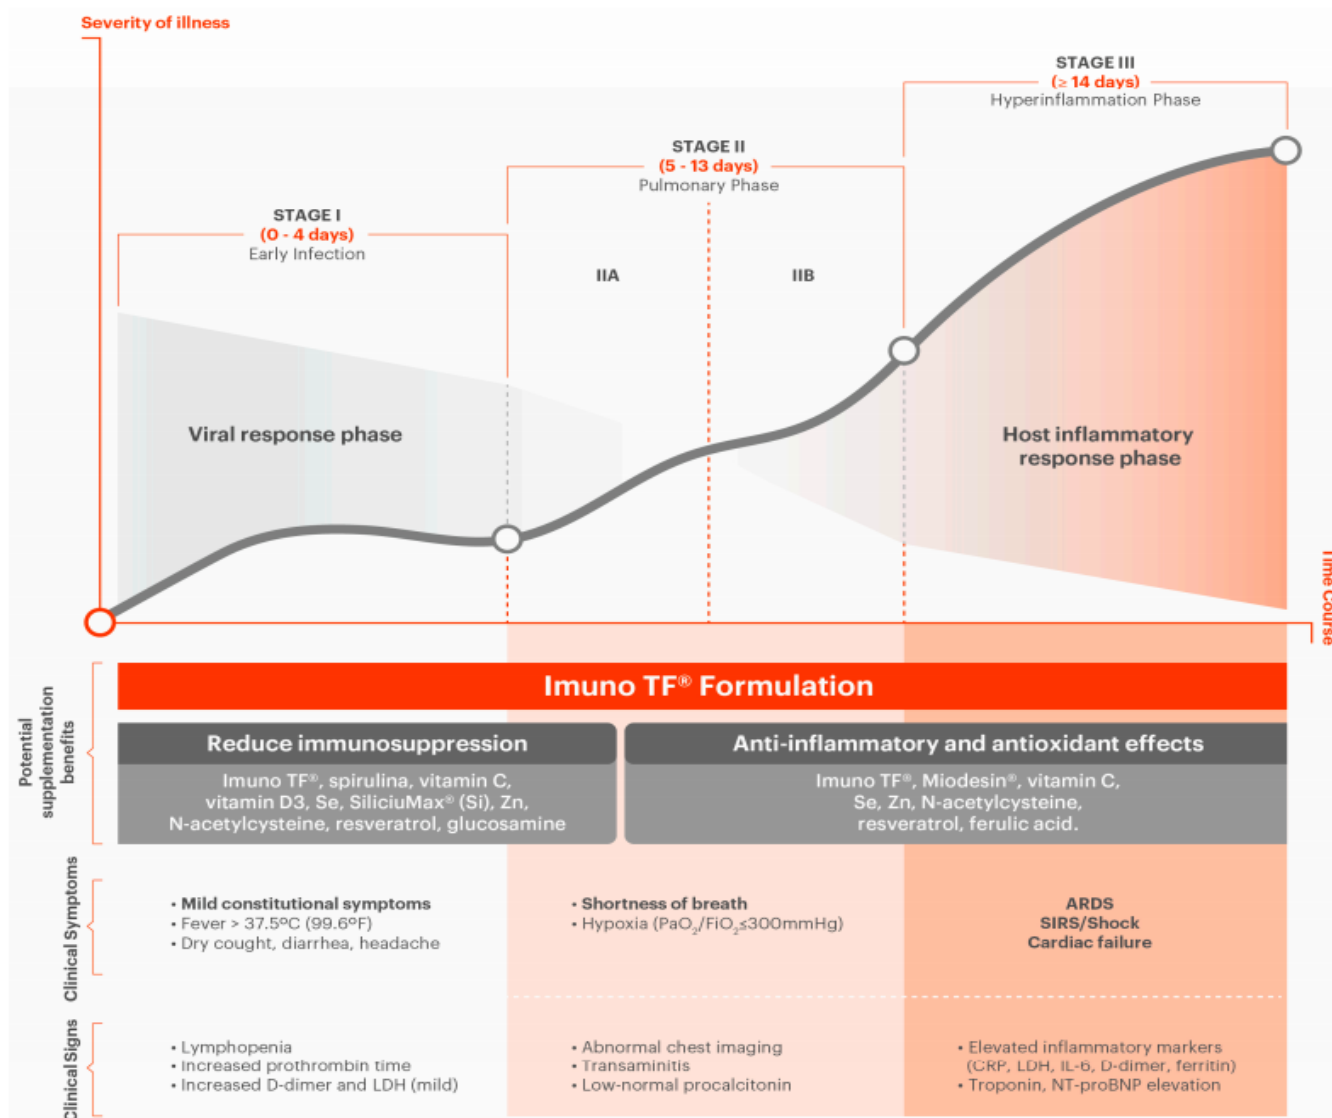 Severity of illness
STAGE III
(≥ 14 days)
Hyperinflammation Phase
STAGE II
(5 - 13 days)
Pulmonary Phase
STAGE I
(0 - 4 days)
Early Infection
IIA
IIB
Viral response phase
Host inflammatory
response phase
Time Course
Potential
supplementation
benefits
Imuno TF® Formulation
Reduce immunosuppression
Imuno TF®, spirulina, vitamin C,
vitamin D3, Se, SiliciuMax® (Si), Zn,
N-acetylcysteine, resveratrol, glucosamine
Anti-inflammatory and antioxidant effects
Imuno TF®, Miodesin®, vitamin C,
Se, Zn, N-acetylcysteine,
resveratrol, ferulic acid.
Clinical Symptoms
• Mild constitutional symptoms
• Fever > 37.5ºC (99.6ºF)
• Dry cought, diarrhea, headache
• Shortness of breath
• Hypoxia (PaO₂/FiO₂≤300mmHg)
ARDS
SIRS/Shock
Cardiac failure
Clinical Signs
• Lymphopenia
• Increased prothrombin time
• Increased D-dimer and LDH (mild)
• Abnormal chest imaging
• Transaminitis
• Low-normal procalcitonin
• Elevated inflammatory markers
(CRP, LDH, IL-6, D-dimer, ferritin)
• Troponin, NT-proBNP elevation